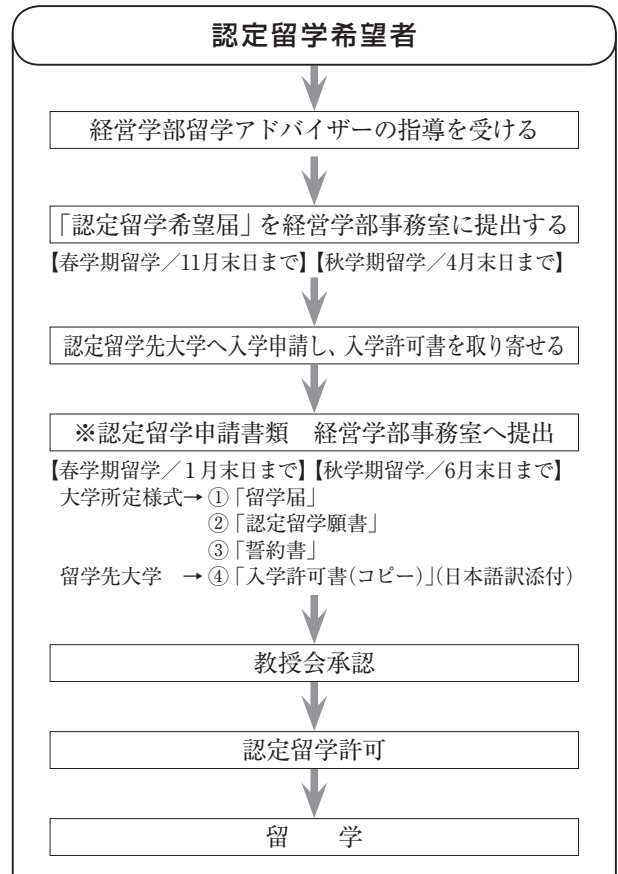 認定留学希望者
経営学部留学アドバイザーの指導を受ける
「認定留学希望届」を経営学部事務室に提出する
【春学期留学／11月末日まで】【秋学期留学／4月末日まで】
認定留学先大学へ入学申請し、入学許可書を取り寄せる
※認定留学申請書類　経営学部事務室へ提出
【春学期留学／１月末日まで】【秋学期留学／6月末日まで】
大学所定様式→①「留学届」
②「認定留学願書」
③「誓約書」
留学先大学　→④「入学許可書(コピー)」(日本語訳添付)
教授会承認
認定留学許可
留　　学